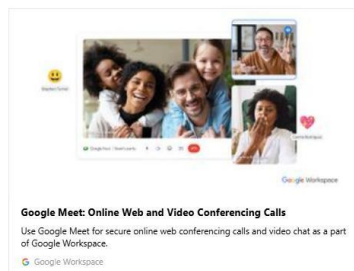 Google Workspace
Google Meet: Online Web and Video Conferencing Calls
Use Google Meet for secure online web conferencing calls and video chat as a part
of Google Workspace.
Google Workspace